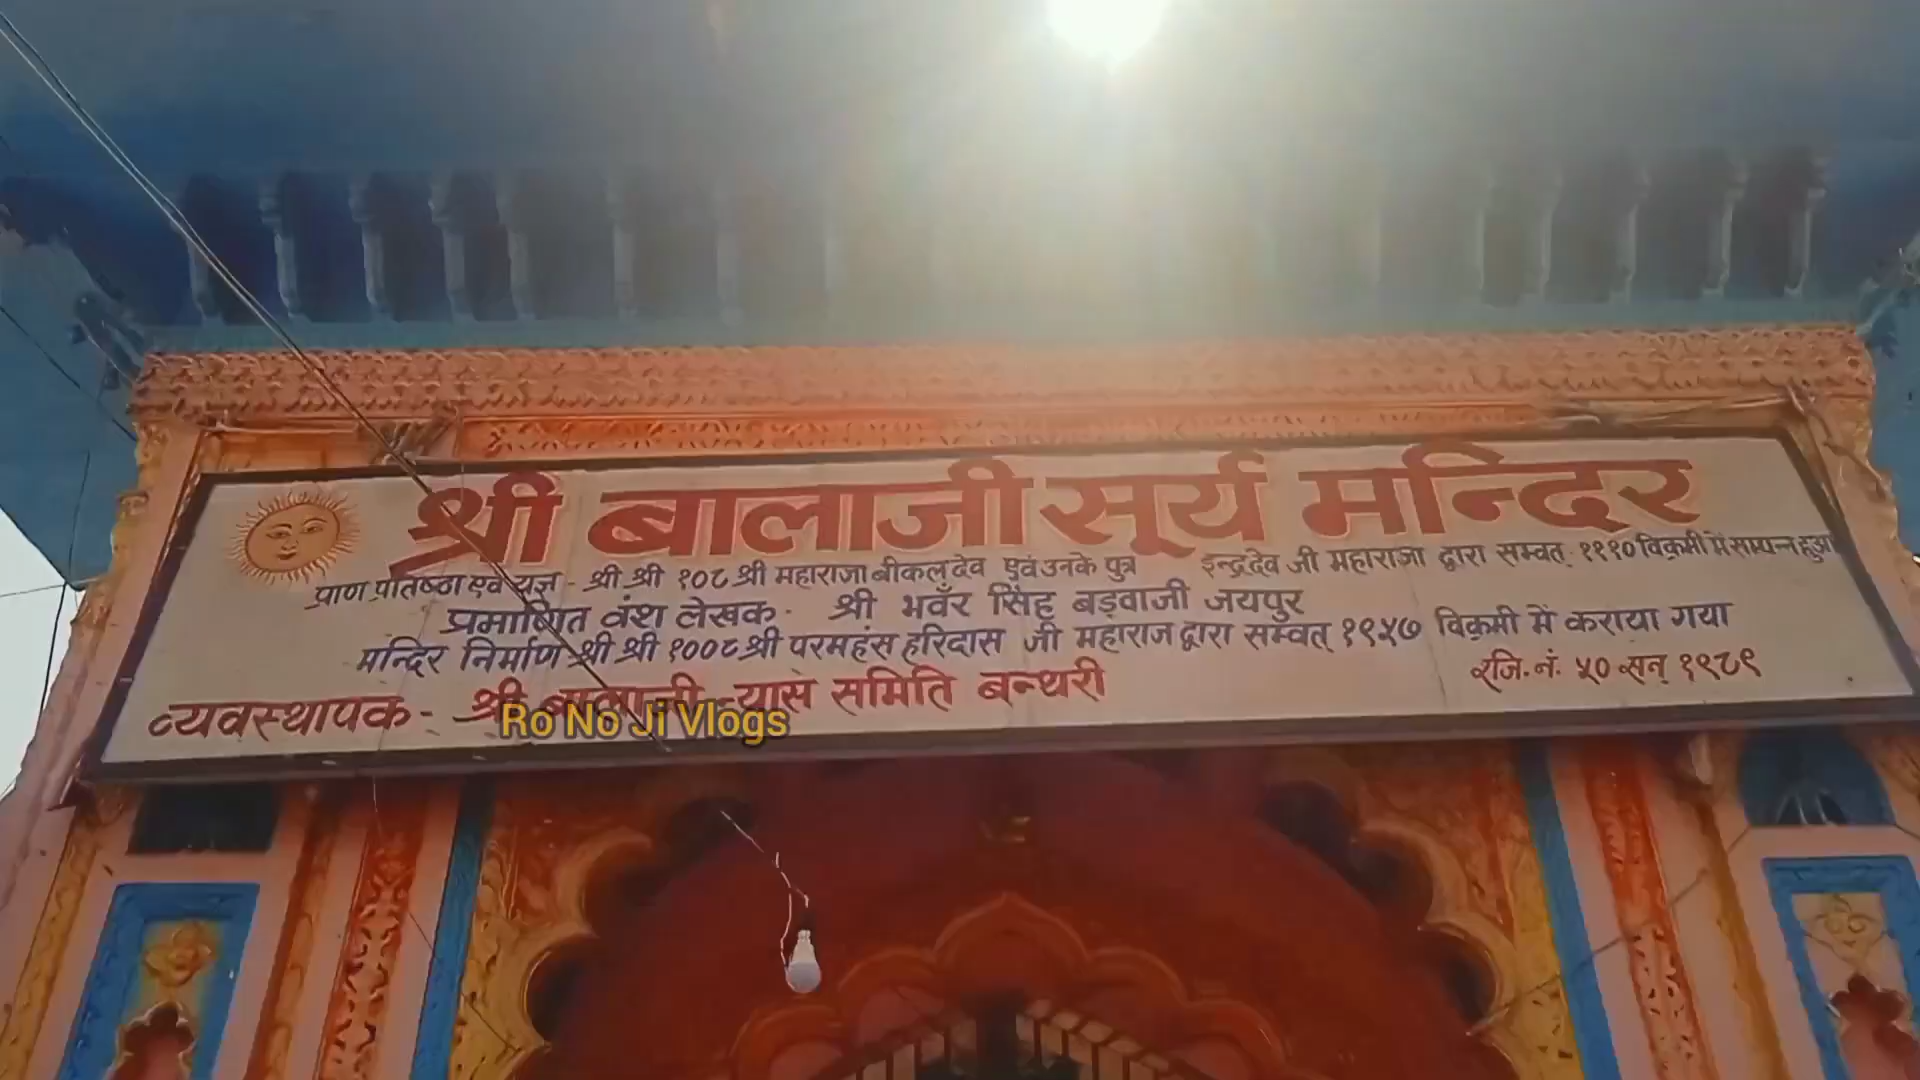 श्री बालाजी सूर्य मन्दिर
प्राण प्रतिष्ठा एवं यज्ञ - श्री श्री १०८ श्री महाराजा बीकलदेव एवं उनके पुत्र इन्द्रदेव जी महाराजा द्वारा सम्वत् - १११० विक्रमी में सम्पन्न हुआ
प्रमाणित वंश लेखक - श्री भवँर सिंह बड़वाजी जयपुर
मन्दिर निर्माण श्री श्री १००८ श्री परमहंस हरिदास जी महाराज द्वारा सम्वत् १९५७ विक्रमी में कराया गया
रजि. नं. ५० सन् १९८९
व्यवस्थापक - श्री बालाजी न्यास समिति बन्थरी
Ro No Ji Vlogs